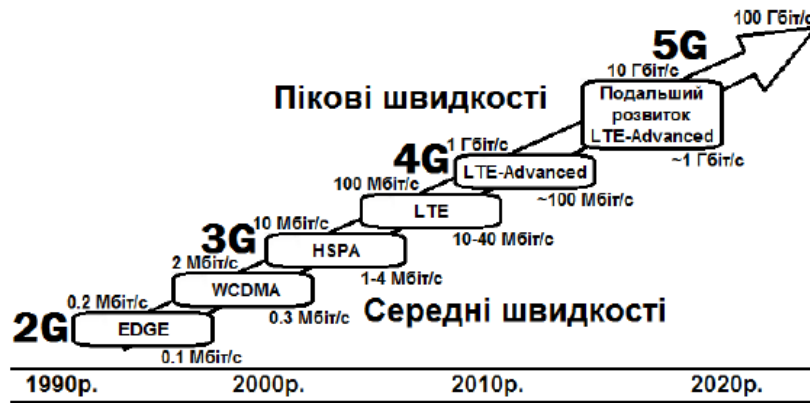 100 Гбіт/с
5G
10 Гбіт/с
Пікові швидкості
Подальший
розвиток
LTE-Advanced
1 Гбіт/с
~1 Гбіт/с
4G
LTE-Advanced
100 Мбіт/с
~100 Мбіт/с
LTE
10 Мбіт/с
10-40 Мбіт/с
3G
HSPA
2 Мбіт/с
1-4 Мбіт/с
WCDMA
0.2 Мбіт/с
0.3 Мбіт/с
Середні швидкості
2G
EDGE
0.1 Мбіт/с
1990р.
2000р.
2010р.
2020р.